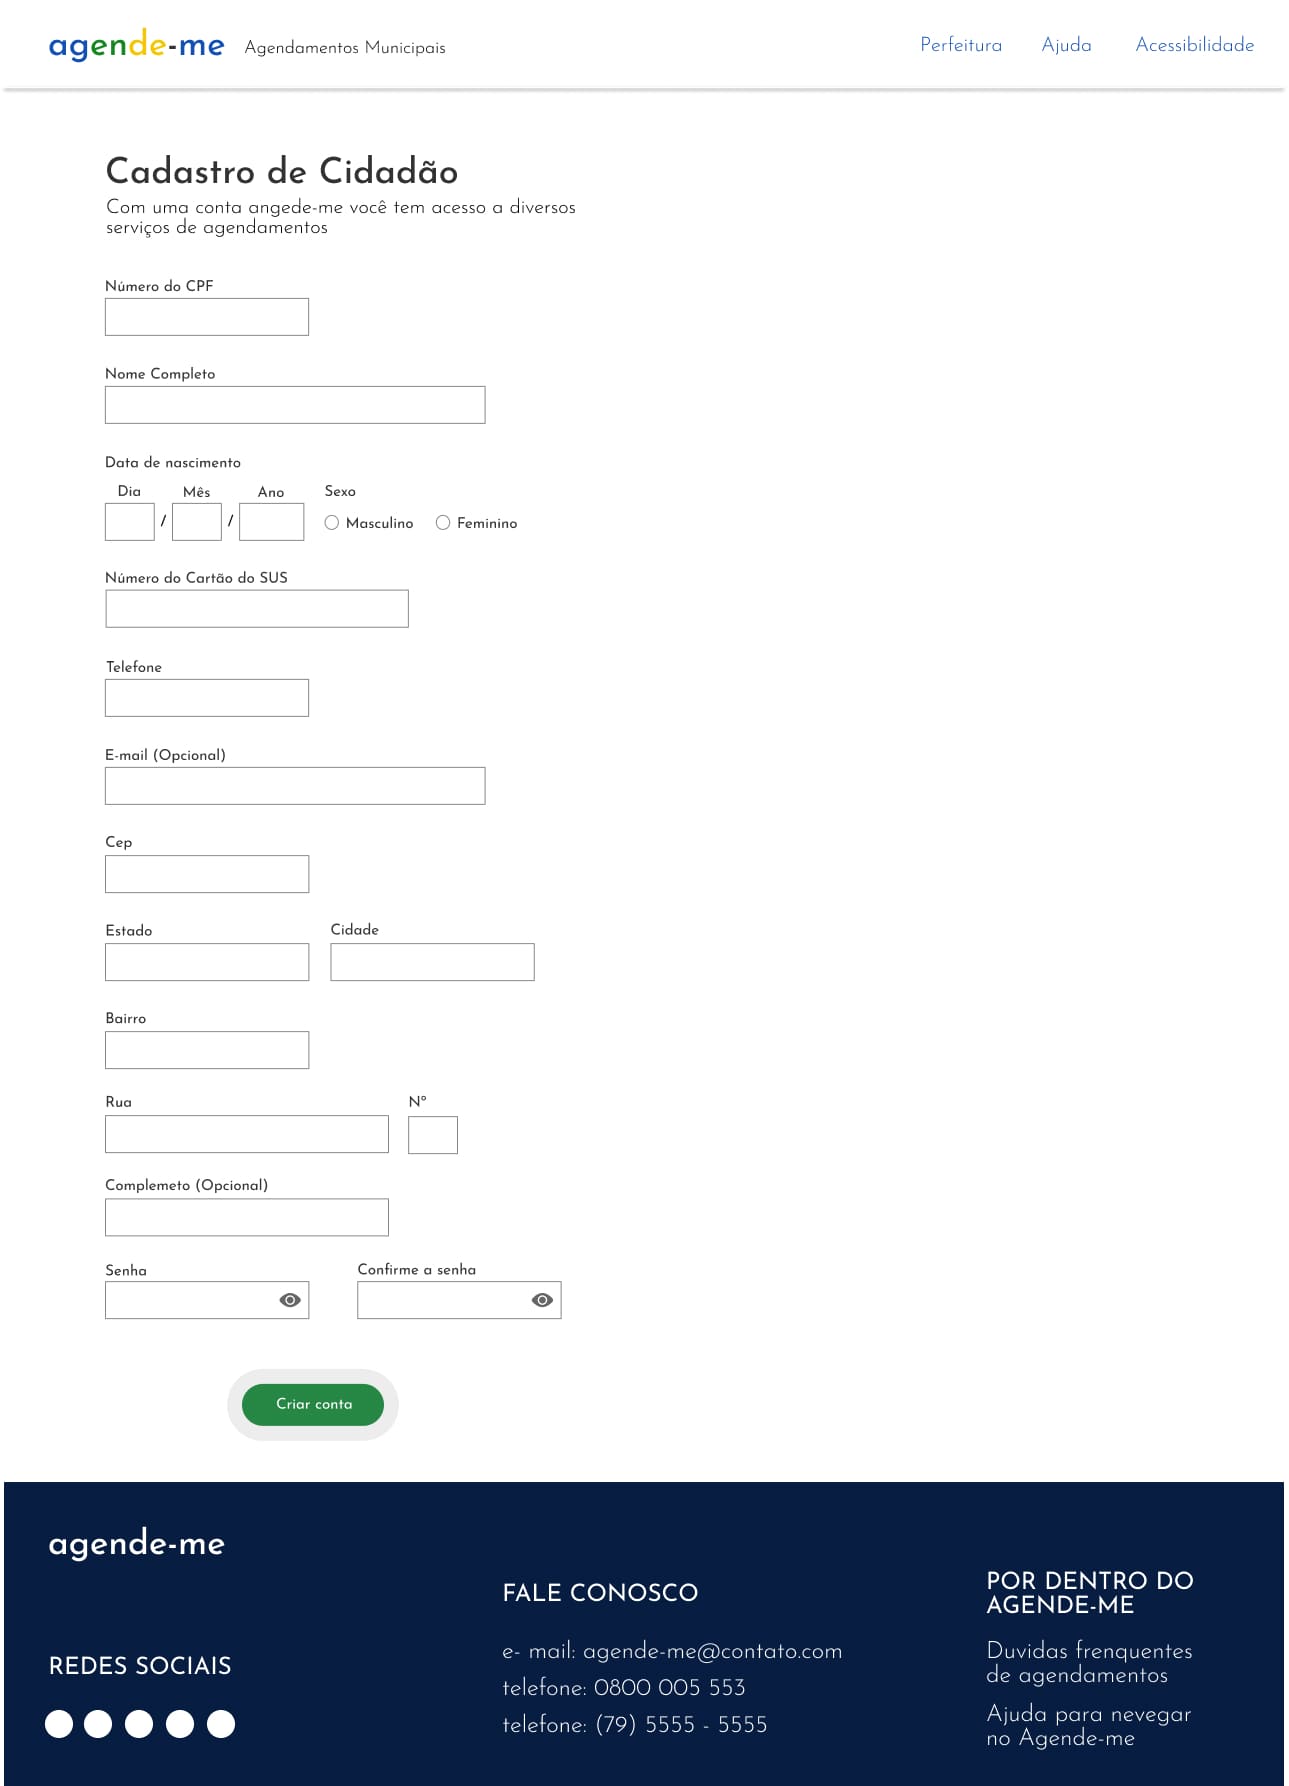 agende-me Agendamentos Municipais Perfeitura Ajuda Acessibilidade
Cadastro de Cidadão
Com uma conta angede-me você tem acesso a diversos
serviços de agendamentos
Número do CPF
Nome Completo
Data de nascimento
Dia Mês Ano Sexo
/ / Masculino Feminino
Número do Cartão do SUS
Telefone
E-mail (Opcional)
Cep
Estado Cidade
Bairro
Rua Nº
Complemeto (Opcional)
Senha Confirme a senha
Criar conta
agende-me
REDES SOCIAIS
FALE CONOSCO
e- mail: agende-me@contato.com
telefone: 0800 005 553
telefone: (79) 5555 - 5555
POR DENTRO DO
AGENDE-ME
Duvidas frenquentes
de agendamentos
Ajuda para nevegar
no Agende-me